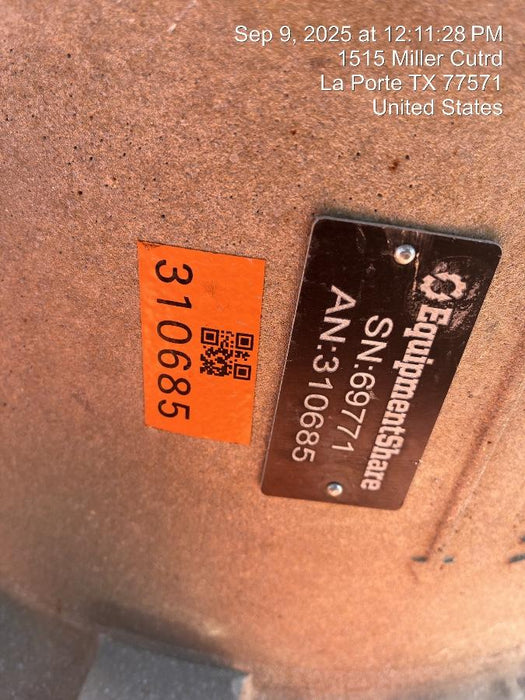 Sep 9, 2025 at 12:11:28 PM
1515 Miller Cutrd
La Porte TX 77571
United States
310685
EquipmentShare
SN:69771
AN:310685